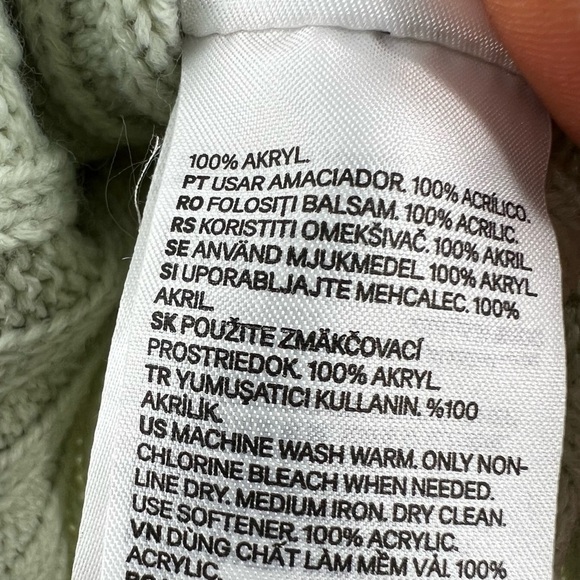 100% AKRYL.
PT USAR AMACIADOR. 100% ACRÍLICO.
RO FOLOSIŢI BALSAM. 100% ACRILIC.
RS KORISTITI OMEKŠIVAČ. 100% AKRIL
SE ANVÄND MJUKMEDEL. 100% AKRYL
SI UPORABLJAJTE MEHCALEC. 100%
AKRIL
SK POUŽITE ZMÄKČOVACÍ
PROSTRIEDOK. 100% AKRYL
TR YUMUŞATICI KULLANIN. %100
AKRİLİK.
US MACHINE WASH WARM. ONLY NON-
CHLORINE BLEACH WHEN NEEDED.
LINE DRY. MEDIUM IRON. DRY CLEAN.
USE SOFTENER. 100% ACRYLIC.
VN DÙNG CHẤT LÀM MỀM VẢI. 100%
ACRYLIC.